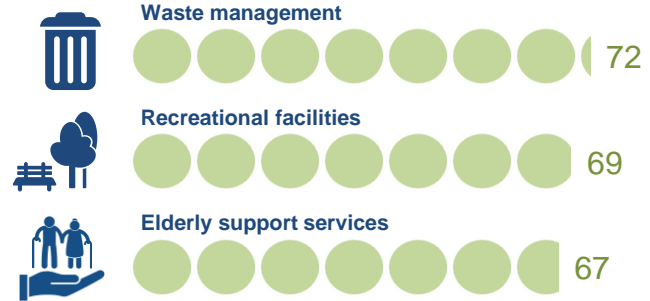 Waste management
72
Recreational facilities
69
Elderly support services
67